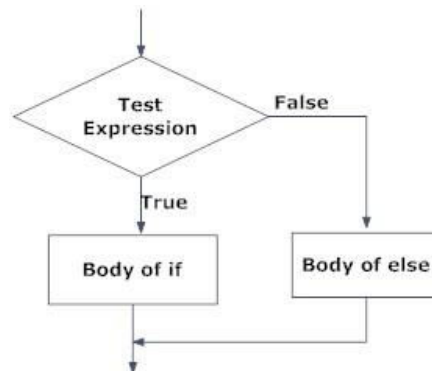 Test
Expression
False
True
Body of if
Body of else